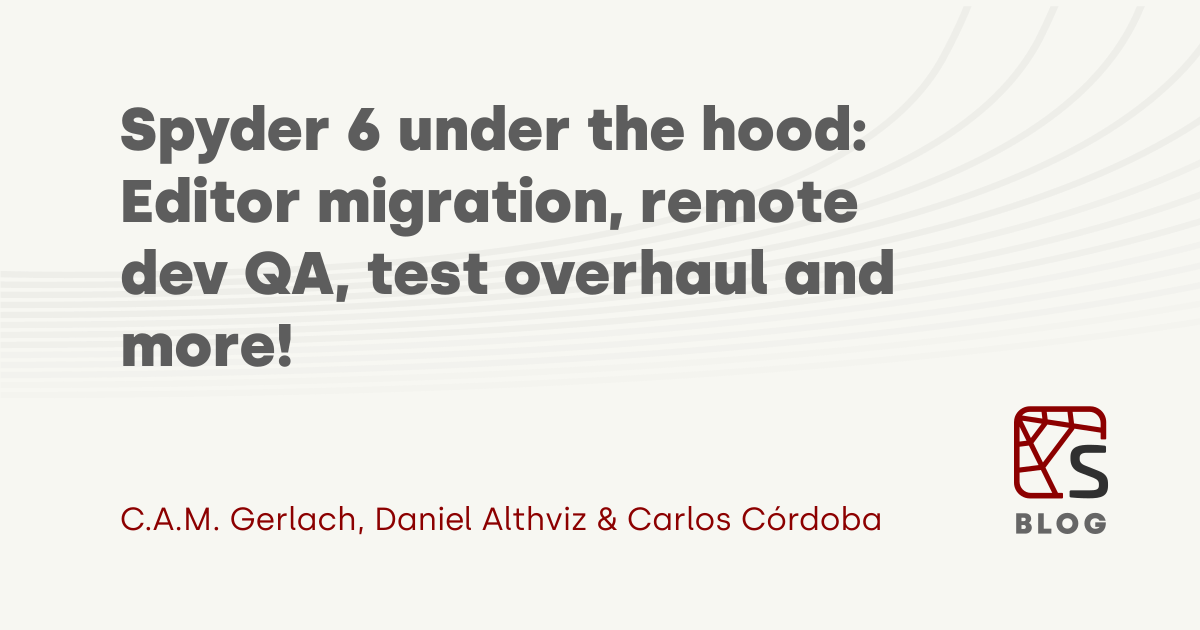 Spyder 6 under the hood:
Editor migration, remote
dev QA, test overhaul and
more!
C.A.M. Gerlach, Daniel Althviz & Carlos Córdoba
S
BLOG